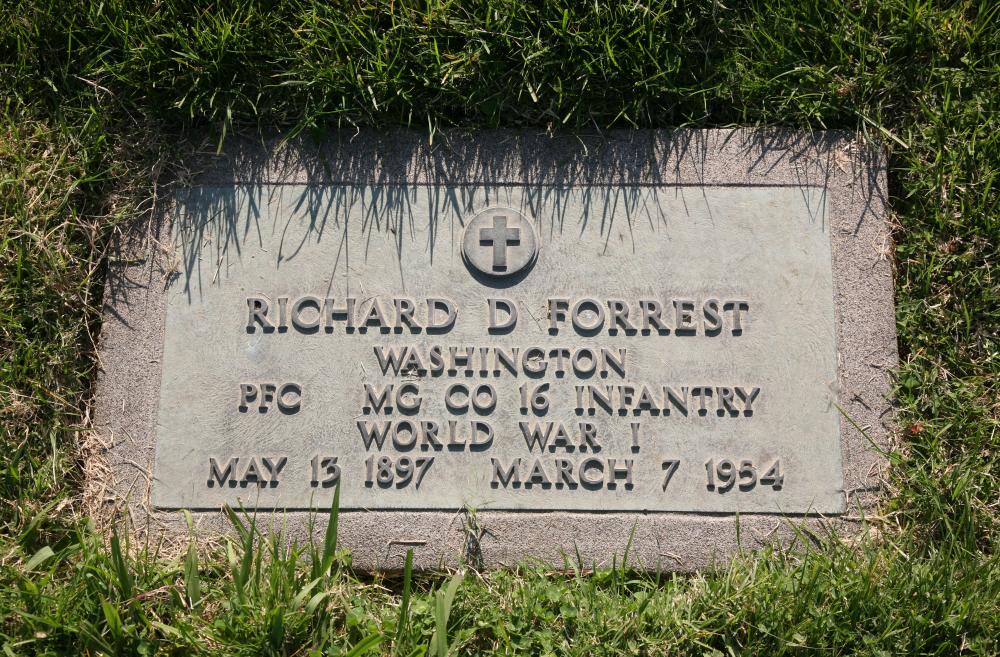 RICHARD D FORREST
WASHINGTON
PFC MG CO 16 INFANTRY
WORLD WAR I
MAY 13 1897 MARCH 7 1954